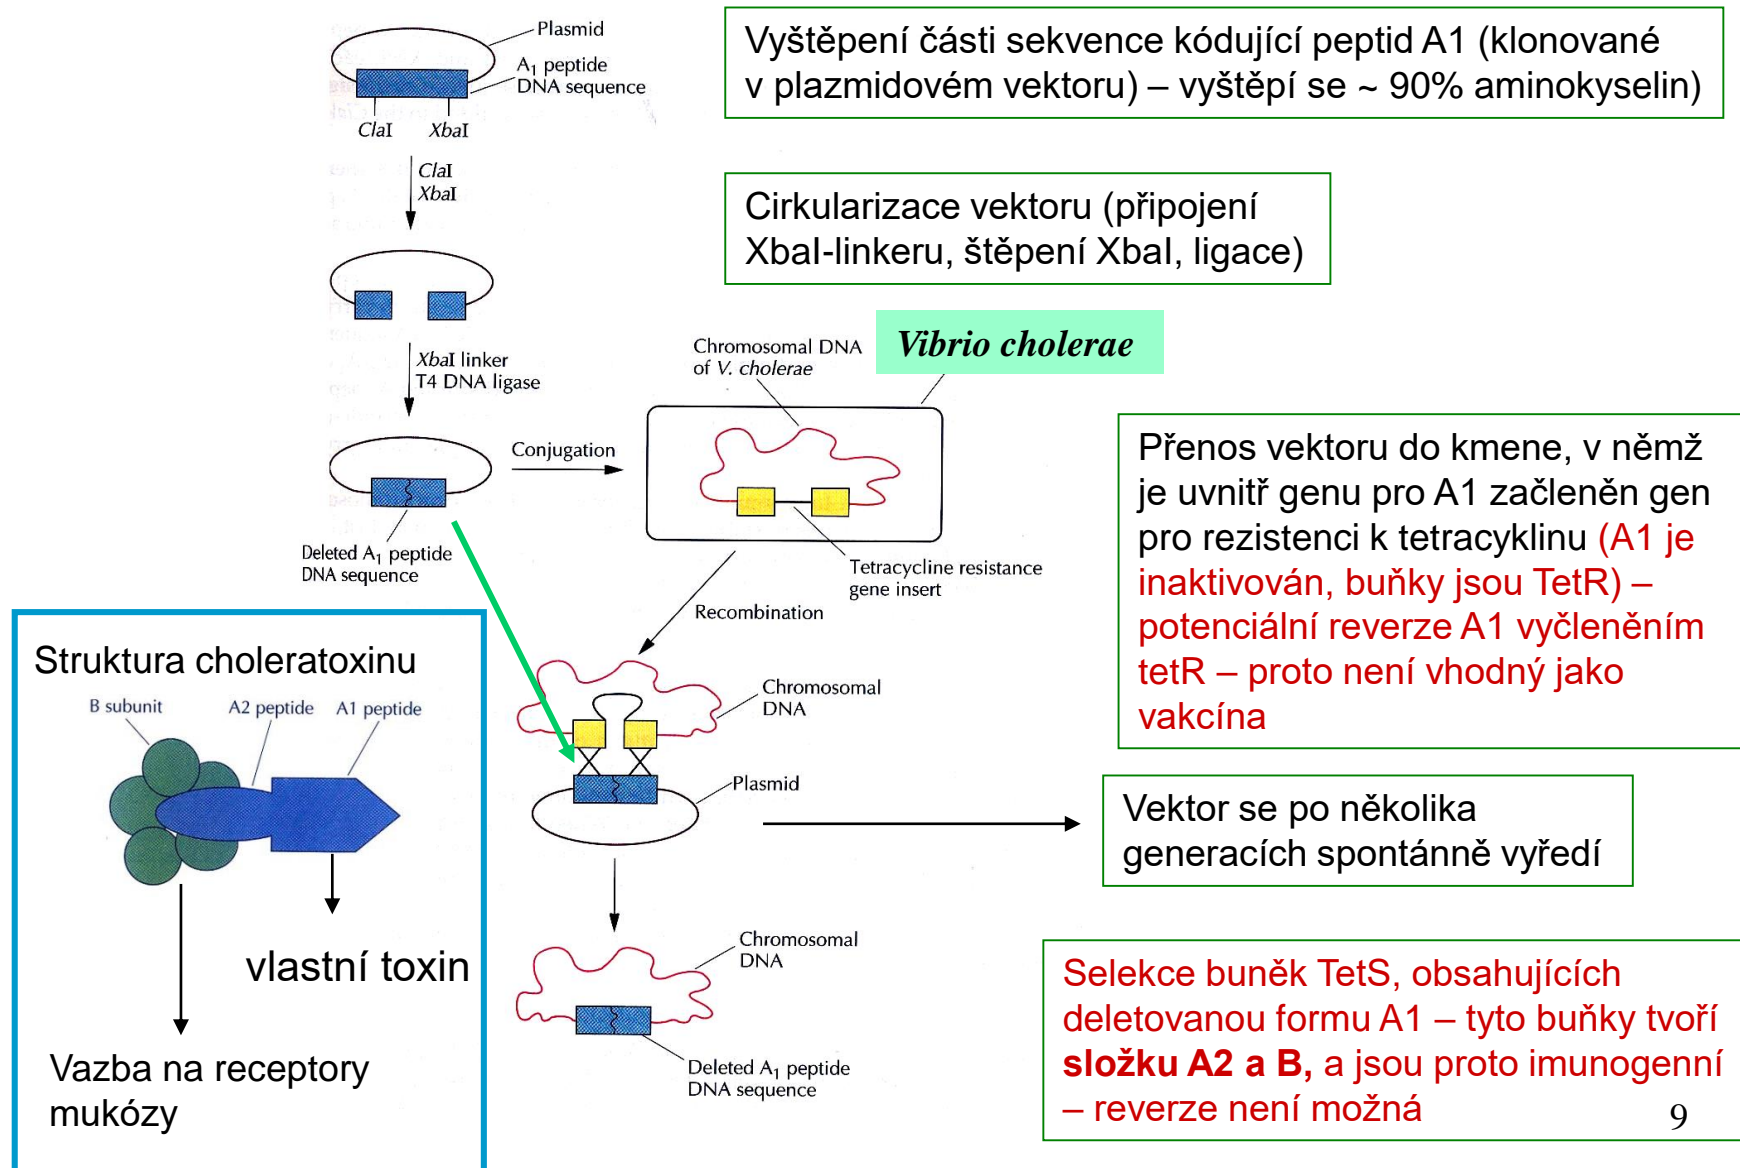 Plasmid
A1 peptide
DNA sequence
ClaI XbaI
ClaI
XbaI
XbaI linker
T4 DNA ligase
Conjugation
Deleted A1 peptide
DNA sequence
Vyštěpení části sekvence kódující peptid A1 (klonované
v plazmidovém vektoru) – vyštěpí se ~ 90% aminokyselin)
Cirkularizace vektoru (připojení
XbaI-linkeru, štěpení XbaI, ligace)
Vibrio cholerae
Chromosomal DNA
of V. cholerae
Tetracycline resistance
gene insert
Recombination
Přenos vektoru do kmene, v němž
je uvnitř genu pro A1 začleněn gen
pro rezistenci k tetracyklinu (A1 je
inaktivován, buňky jsou TetR) –
potenciální reverze A1 vyčleněním
tetR – proto není vhodný jako
vakcína
Chromosomal
DNA
Plasmid
Vektor se po několika
generacích spontánně vyředí
Chromosomal
DNA
Deleted A1 peptide
DNA sequence
Selekce buněk TetS, obsahujících
deletovanou formu A1 – tyto buňky tvoří
složku A2 a B, a jsou proto imunogenní
– reverze není možná
Struktura choleratoxinu
B subunit A2 peptide A1 peptide
vlastní toxin
Vazba na receptory
mukózy
9